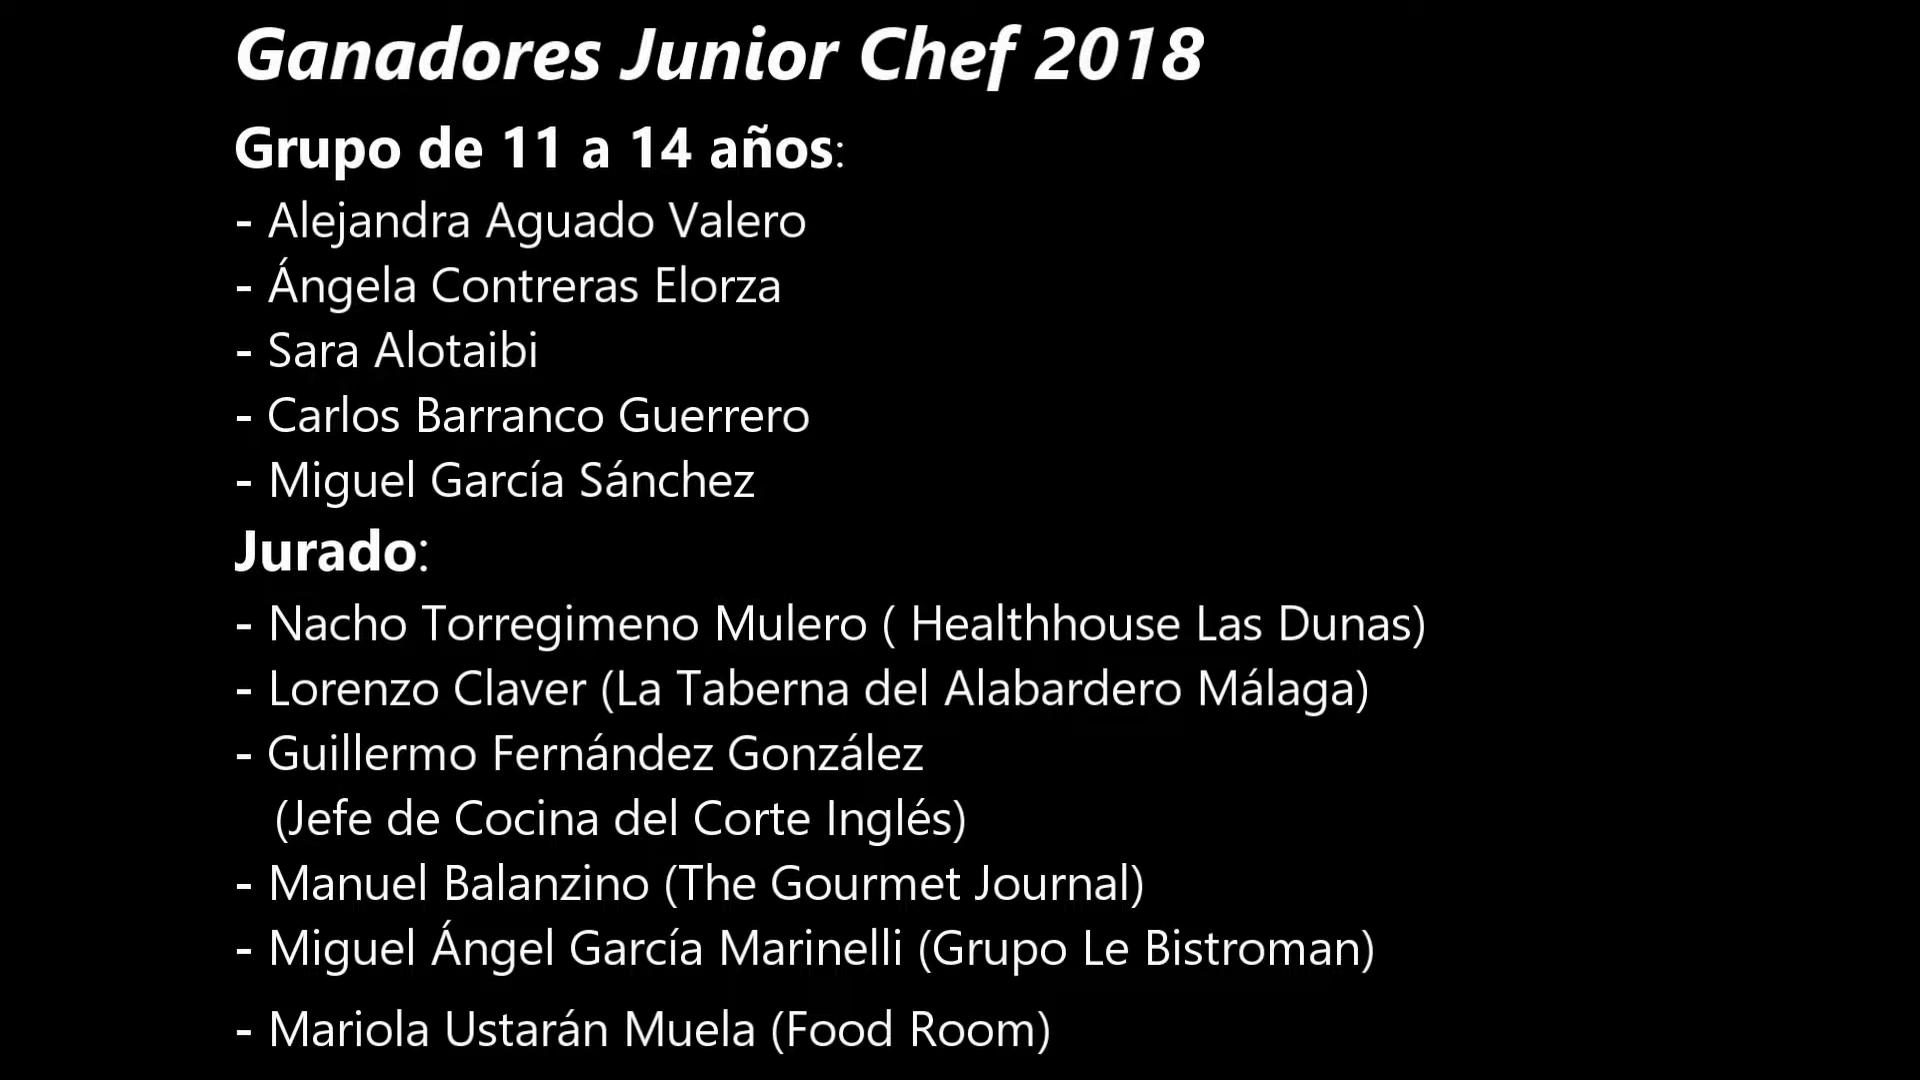 Ganadores Junior Chef 2018
Grupo de 11 a 14 años:
- Alejandra Aguado Valero
- Ángela Contreras Elorza
- Sara Alotaibi
- Carlos Barranco Guerrero
- Miguel García Sánchez
Jurado:
- Nacho Torregimeno Mulero ( Healthhouse Las Dunas)
- Lorenzo Claver (La Taberna del Alabardero Málaga)
- Guillermo Fernández González
(Jefe de Cocina del Corte Inglés)
- Manuel Balanzino (The Gourmet Journal)
- Miguel Ángel García Marinelli (Grupo Le Bistroman)
- Mariola Ustarán Muela (Food Room)